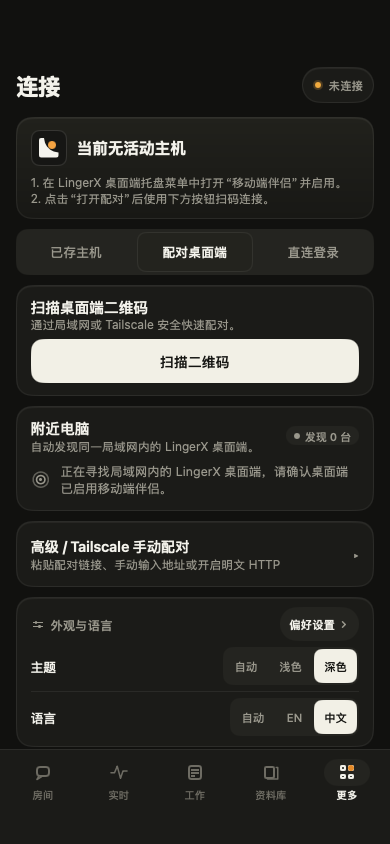 连接
未连接
当前无活动主机
1. 在 LingerX 桌面端托盘菜单中打开“移动端伴侣”并启用。
2. 点击“打开配对”后使用下方按钮扫码连接。
已存主机
配对桌面端
直连登录
扫描桌面端二维码
通过局域网或 Tailscale 安全快速配对。
扫描二维码
附近电脑
发现 0 台
自动发现同一局域网内的 LingerX 桌面端。
正在寻找局域网内的 LingerX 桌面端，请确认桌面端
已启用移动端伴侣。
高级 / Tailscale 手动配对
粘贴配对链接、手动输入地址或开启明文 HTTP
外观与语言
偏好设置
主题
自动
浅色
深色
语言
自动
EN
中文
房间
实时
工作
资料库
更多